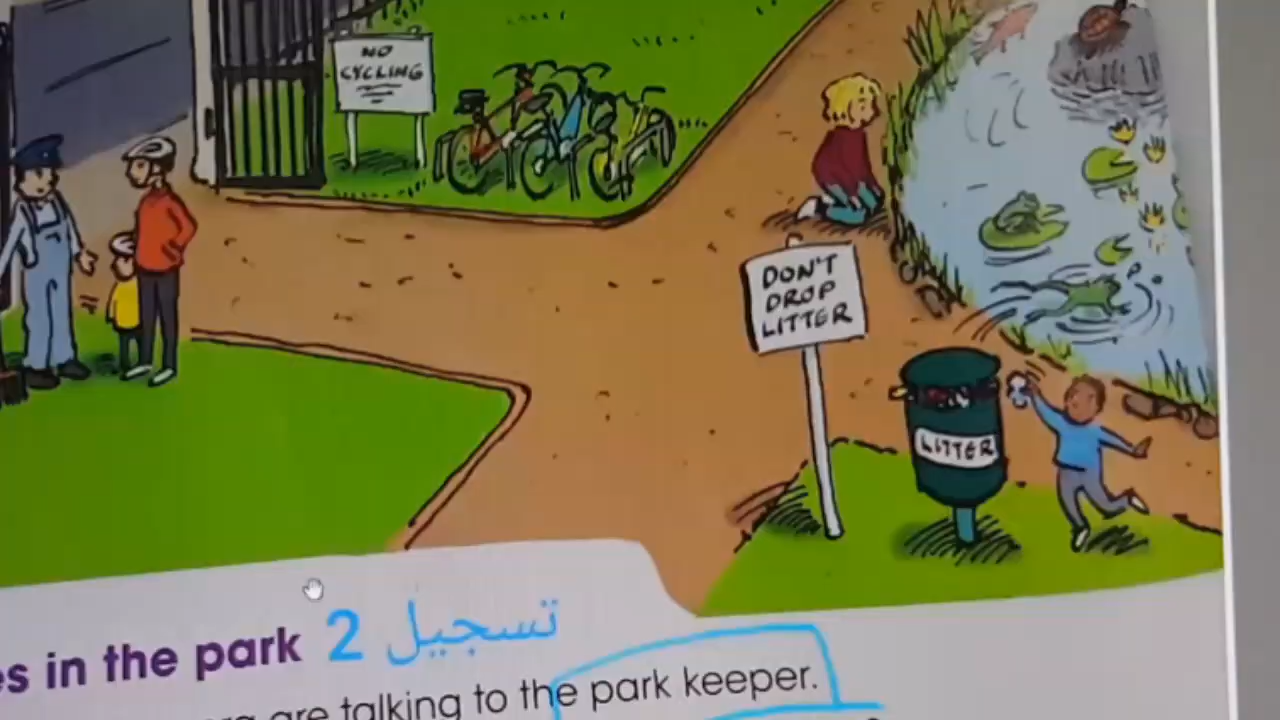 NO
CYCLING
DON'T
DROP
LITTER
LITTER
es in the park 2 تسجيل
are talking to the park keeper.